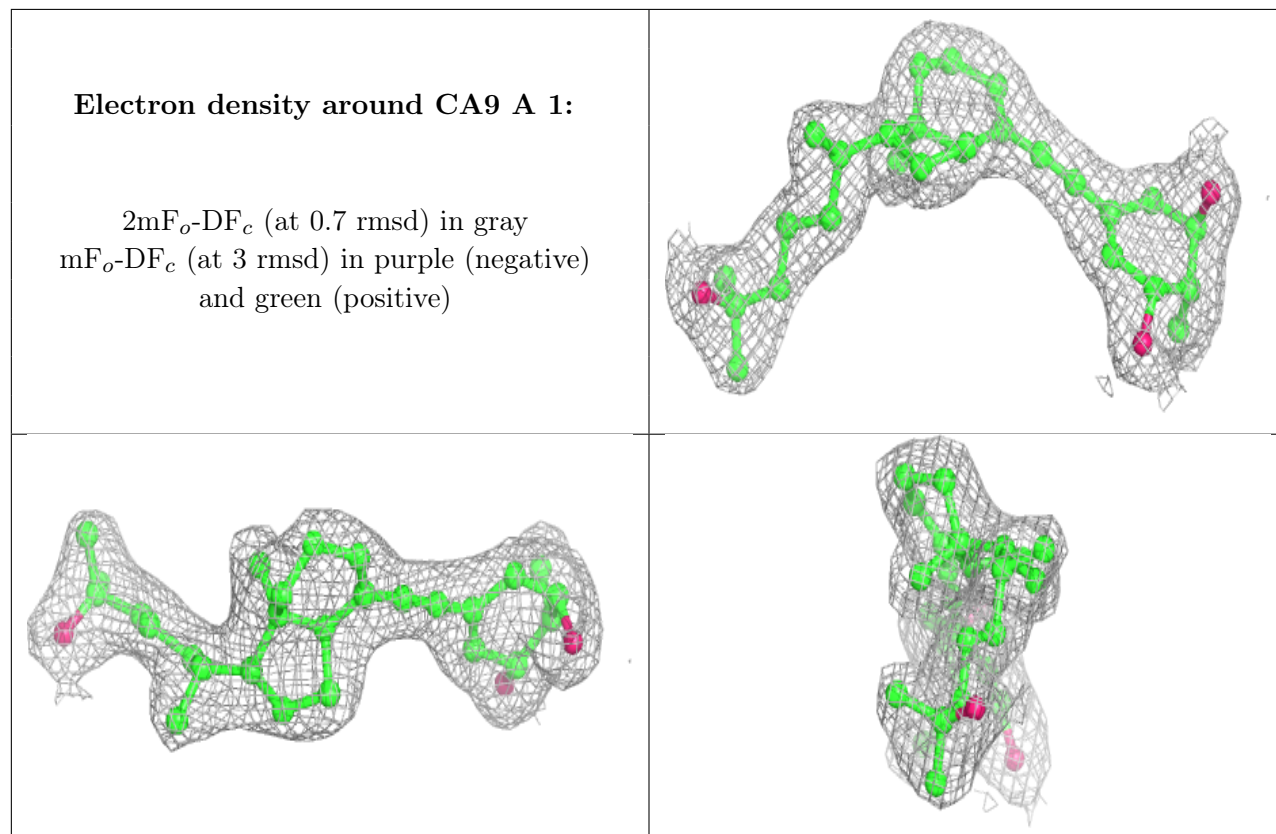 Electron density around CA9 A 1:
2mFo-DFc (at 0.7 rmsd) in gray
mFo-DFc (at 3 rmsd) in purple (negative)
and green (positive)